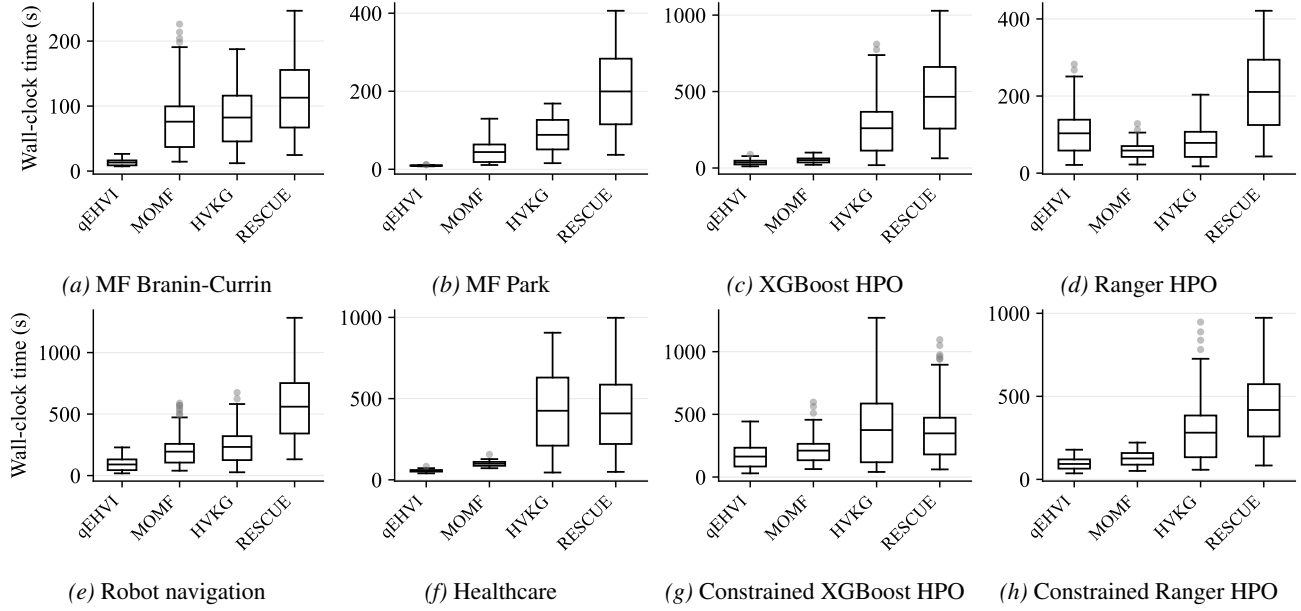 Wall-clock time (s)
200
100
0
qEHVI
MOMF
HVKG
RESCUE
(a) MF Branin-Currin
400
200
0
qEHVI
MOMF
HVKG
RESCUE
(b) MF Park
1000
500
0
qEHVI
MOMF
HVKG
RESCUE
(c) XGBoost HPO
400
200
0
qEHVI
MOMF
HVKG
RESCUE
(d) Ranger HPO
Wall-clock time (s)
1000
500
0
qEHVI
MOMF
HVKG
RESCUE
(e) Robot navigation
1000
500
0
qEHVI
MOMF
HVKG
RESCUE
(f) Healthcare
1000
500
0
qEHVI
MOMF
HVKG
RESCUE
(g) Constrained XGBoost HPO
1000
500
0
qEHVI
MOMF
HVKG
RESCUE
(h) Constrained Ranger HPO